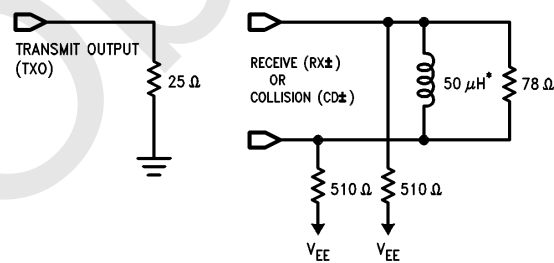 TRANSMIT OUTPUT
(TXO)
25 Ω
RECEIVE (RX±)
OR
COLLISION (CD±)
50 μH*
78 Ω
510 Ω
510 Ω
VEE
VEE